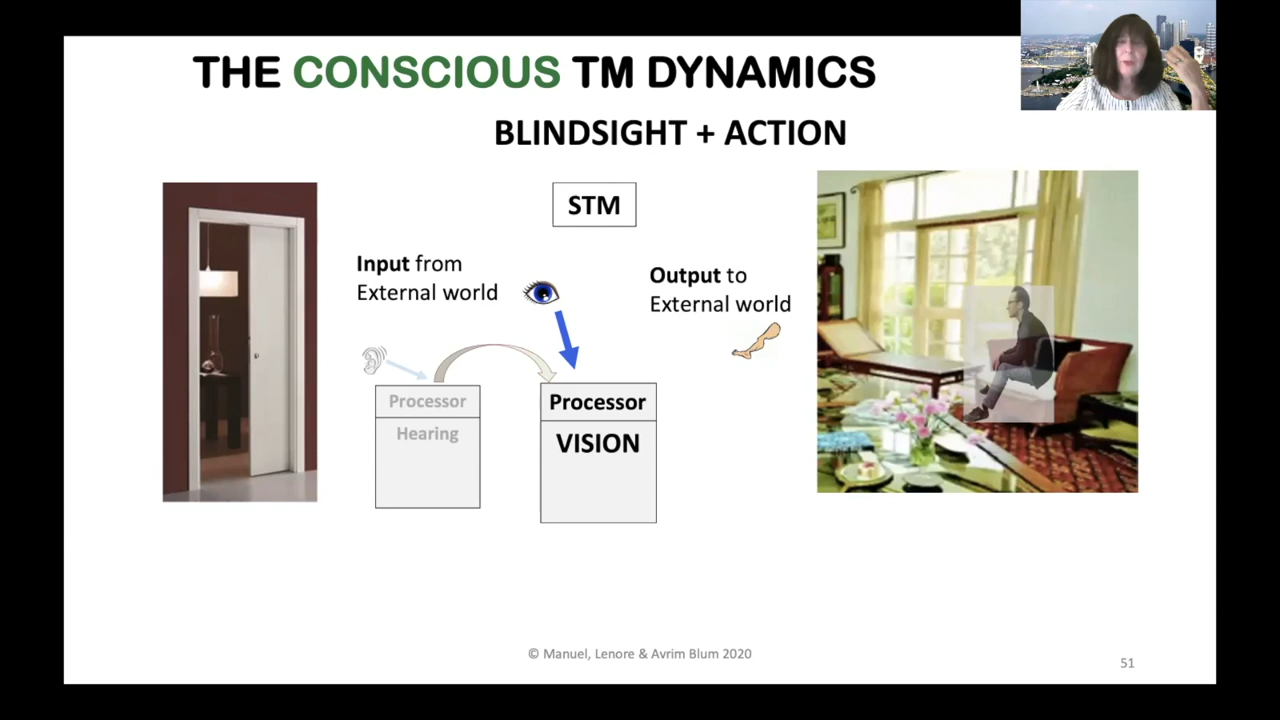 THE CONSCIOUS TM DYNAMICS
BLINDSIGHT + ACTION
STM
Input from
External world
Output to
External world
Processor
Hearing
Processor
VISION
© Manuel, Lenore & Avrim Blum 2020
51